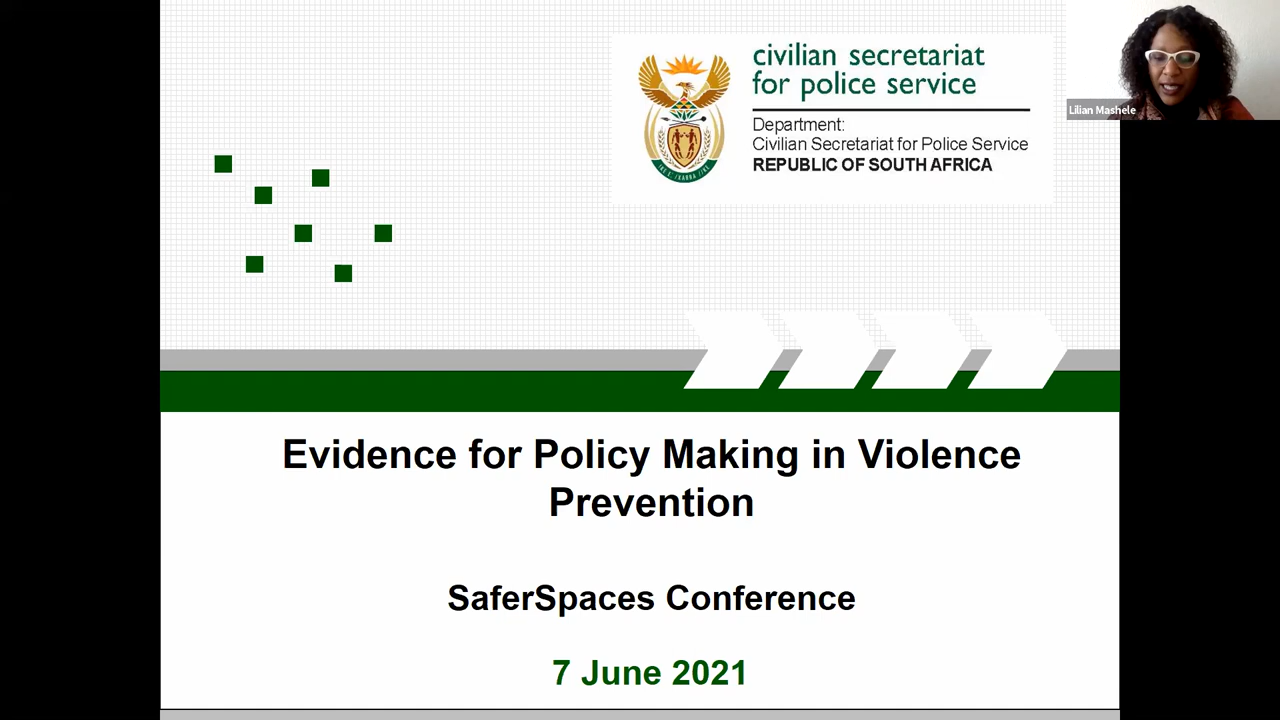 civilian secretariat
for police service
Department:
Civilian Secretariat for Police Service
REPUBLIC OF SOUTH AFRICA
Lilian Mashele
Evidence for Policy Making in Violence
Prevention
SaferSpaces Conference
7 June 2021